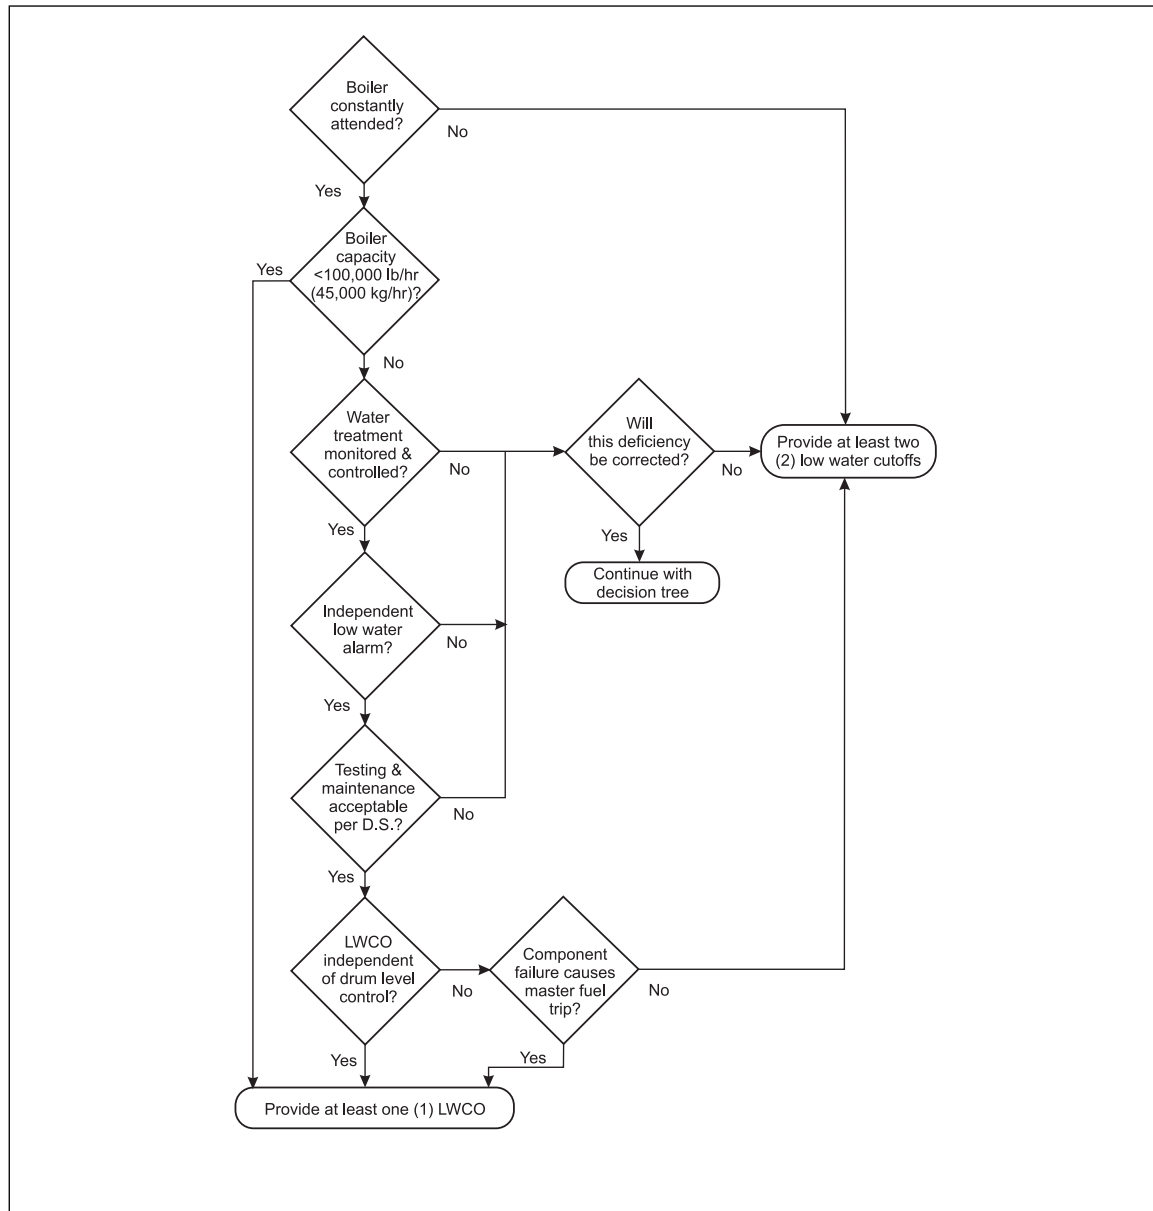 Boiler
constantly
attended?
No
Yes
Boiler
capacity
<100,000 lb/hr
(45,000 kg/hr)?
Yes
No
Water
treatment
monitored &
controlled?
No
Will
this deficiency
be corrected?
No
Provide at least two
(2) low water cutoffs
Yes
Yes
Continue with
decision tree
Independent
low water
alarm?
No
Yes
Testing &
maintenance
acceptable
per D.S.?
No
Yes
LWCO
independent
of drum level
control?
No
Component
failure causes
master fuel
trip?
No
Yes
Yes
Provide at least one (1) LWCO